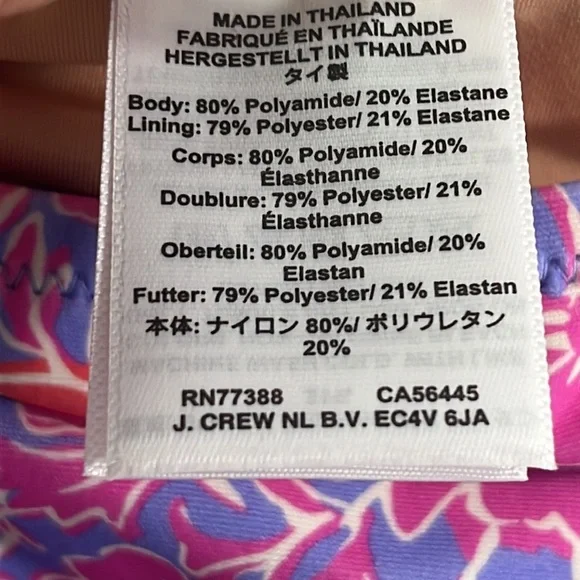 MADE IN THAILAND
FABRIQUÉ EN THAÏLANDE
HERGESTELLT IN THAILAND
タイ製
Body: 80% Polyamide/ 20% Elastane
Lining: 79% Polyester/ 21% Elastane
Corps: 80% Polyamide/ 20%
Élasthanne
Doublure: 79% Polyester/ 21%
Élasthanne
Oberteil: 80% Polyamide/ 20%
Elastan
Futter: 79% Polyester/ 21% Elastan
本体: ナイロン 80%/ ポリウレタン
20%
RN77388 CA56445
J. CREW NL B.V. EC4V 6JA